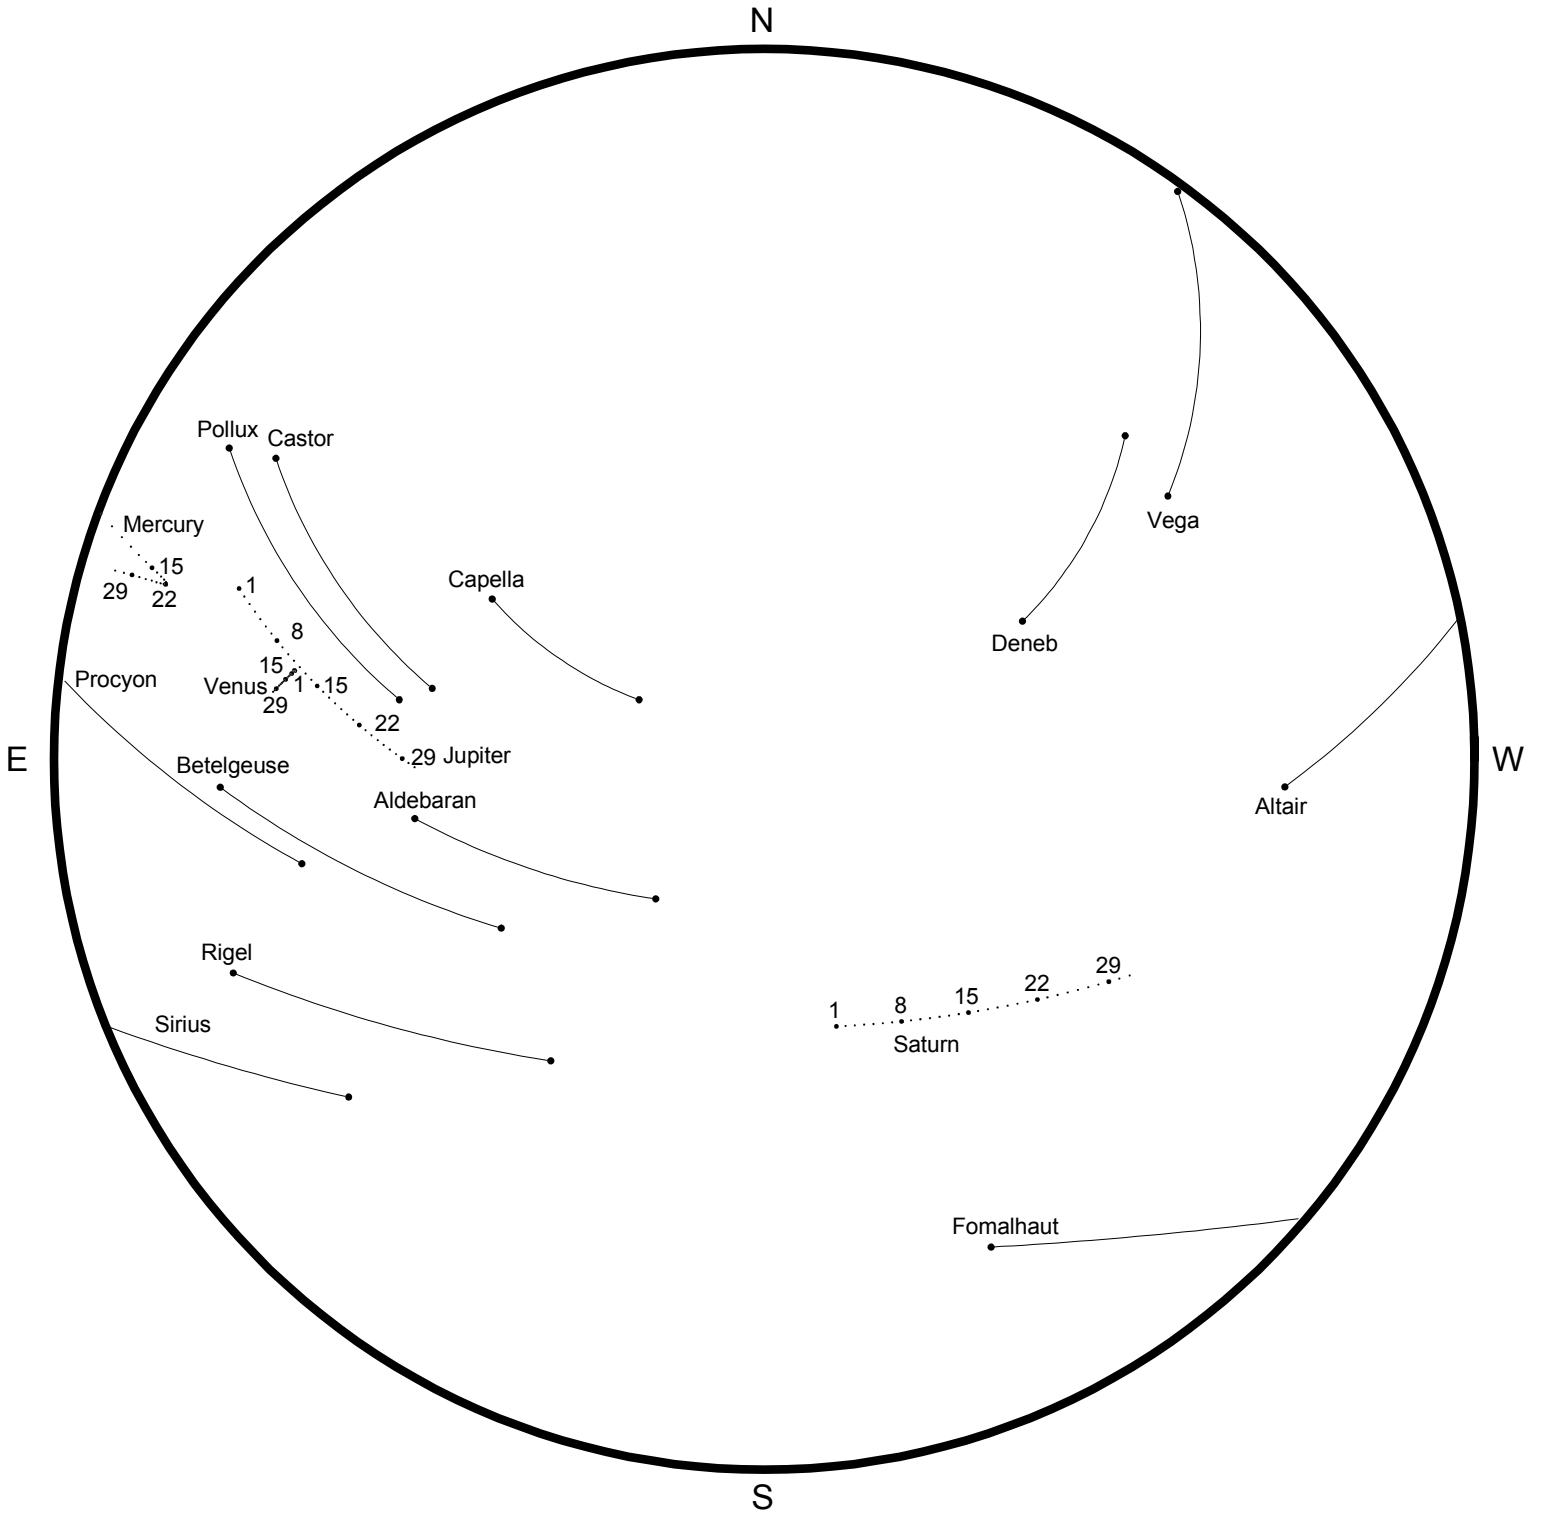 N
Pollux
Castor
Vega
Mercury
15
29
22
Capella
1
8
Deneb
15
Venus
1
29
15
22
29 Jupiter
Procyon
E
W
Betelgeuse
Aldebaran
Altair
Rigel
Sirius
1
8
15
22
29
Saturn
Fomalhaut
S